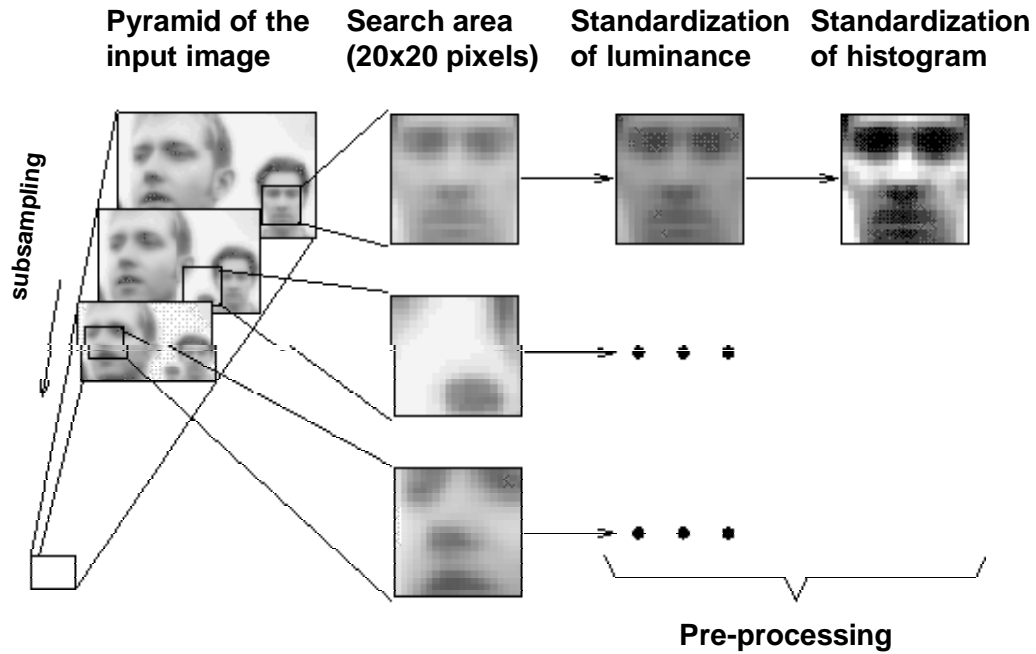 Pyramid of the
input image
Search area
(20x20 pixels)
Standardization
of luminance
Standardization
of histogram
subsampling
Pre-processing